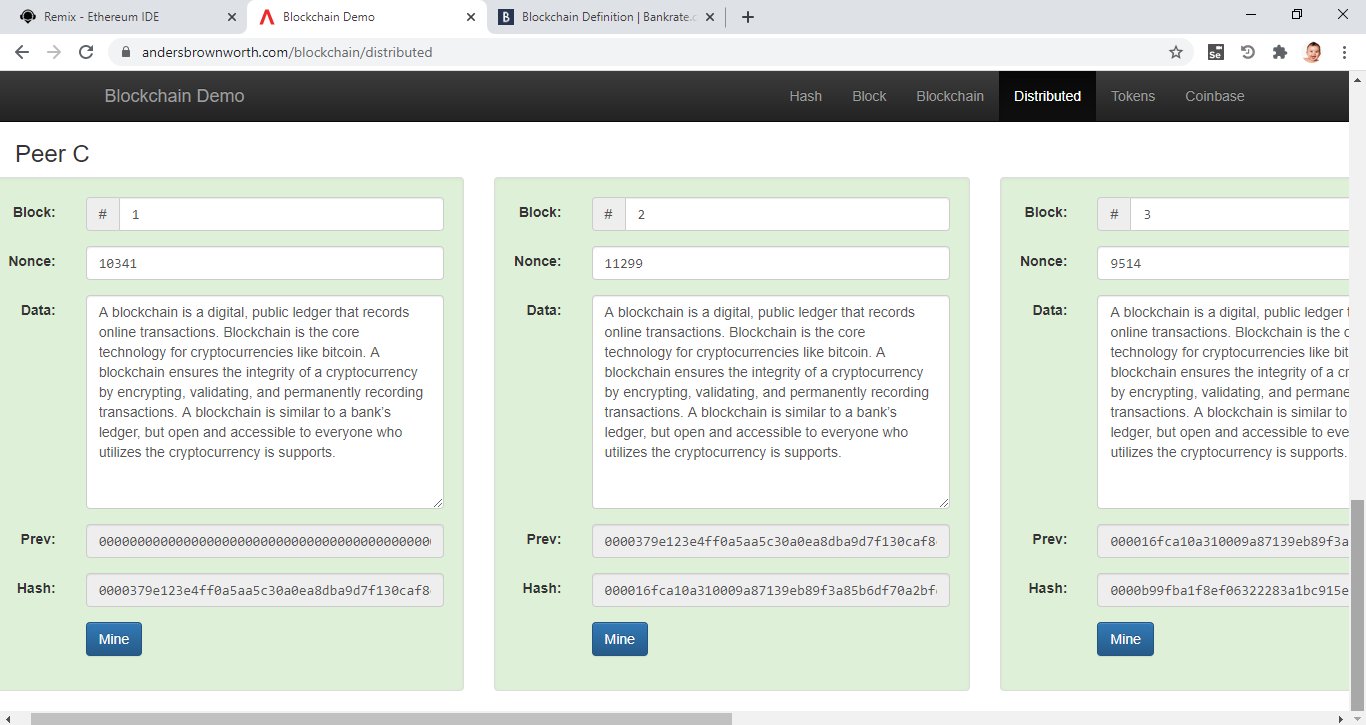 Remix - Ethereum IDE
Blockchain Demo
B Blockchain Definition | Bankrate.c
andersbrownworth.com/blockchain/distributed
Se
Blockchain Demo
Hash
Block
Blockchain
Distributed
Tokens
Coinbase
Peer C
Block:
# 1
Nonce:
10341
Data:
A blockchain is a digital, public ledger that records
online transactions. Blockchain is the core
technology for cryptocurrencies like bitcoin. A
blockchain ensures the integrity of a cryptocurrency
by encrypting, validating, and permanently recording
transactions. A blockchain is similar to a bank's
ledger, but open and accessible to everyone who
utilizes the cryptocurrency is supports.
Prev:
0000000000000000000000000000000000000000000
Hash:
0000379e123e4ff0a5aa5c30a0ea8dba9d7f130caf8
Mine
Block:
# 2
Nonce:
11299
Data:
A blockchain is a digital, public ledger that records
online transactions. Blockchain is the core
technology for cryptocurrencies like bitcoin. A
blockchain ensures the integrity of a cryptocurrency
by encrypting, validating, and permanently recording
transactions. A blockchain is similar to a bank's
ledger, but open and accessible to everyone who
utilizes the cryptocurrency is supports.
Prev:
0000379e123e4ff0a5aa5c30a0ea8dba9d7f130caf8
Hash:
000016fca10a310009a87139eb89f3a85b6df70a2bf
Mine
Block:
# 3
Nonce:
9514
Data:
A blockchain is a digital, public ledger
online transactions. Blockchain is the
technology for cryptocurrencies like
blockchain ensures the integrity of a
by encrypting, validating, and
transactions. A blockchain is similar to
ledger, but open and accessible to
utilizes the cryptocurrency is supports.
Prev:
000016fca10a310009a87139eb89f3a
Hash:
0000b99fba1f8ef06322283a1bc915e
Mine